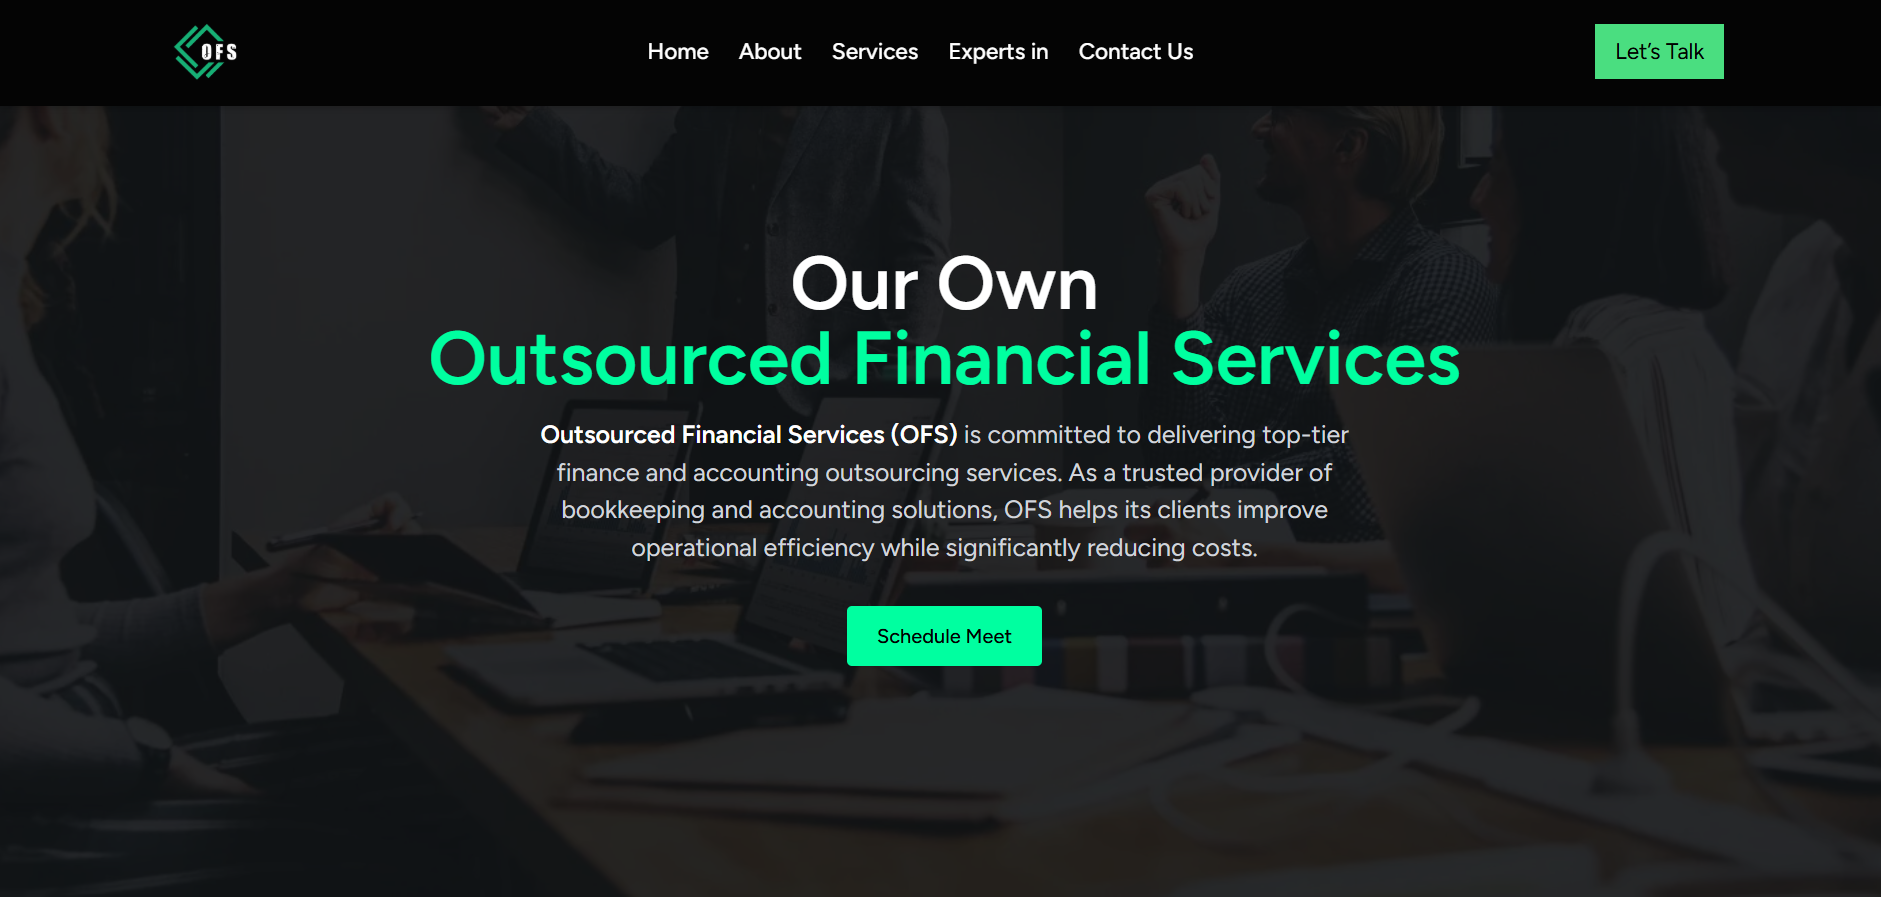 OFS
Home About Services Experts in Contact Us
Let's Talk
Our Own
Outsourced Financial Services
Outsourced Financial Services (OFS) is committed to delivering top-tier
finance and accounting outsourcing services. As a trusted provider of
bookkeeping and accounting solutions, OFS helps its clients improve
operational efficiency while significantly reducing costs.
Schedule Meet